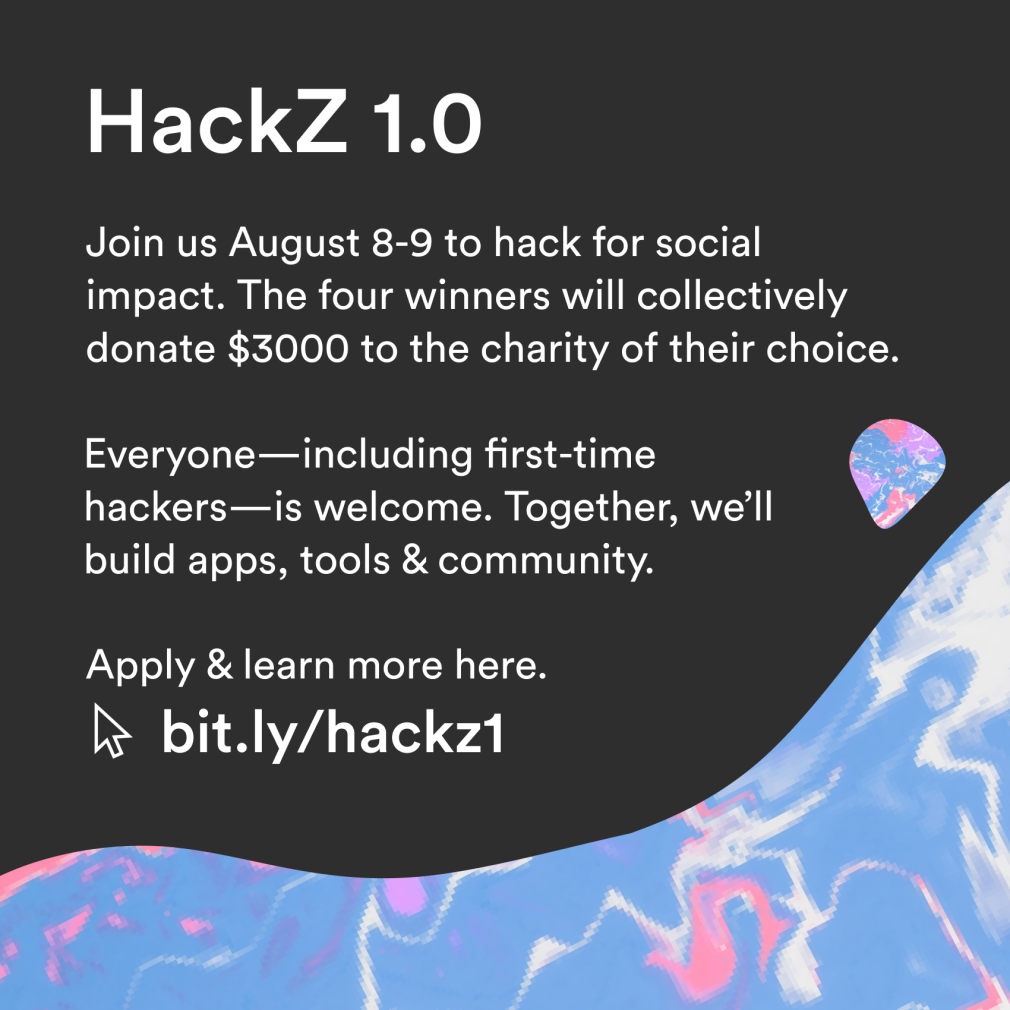 HackZ 1.0
Join us August 8-9 to hack for social
impact. The four winners will collectively
donate $3000 to the charity of their choice.
Everyone—including first-time
hackers—is welcome. Together, we’ll
build apps, tools & community.
Apply & learn more here.
bit.ly/hackz1